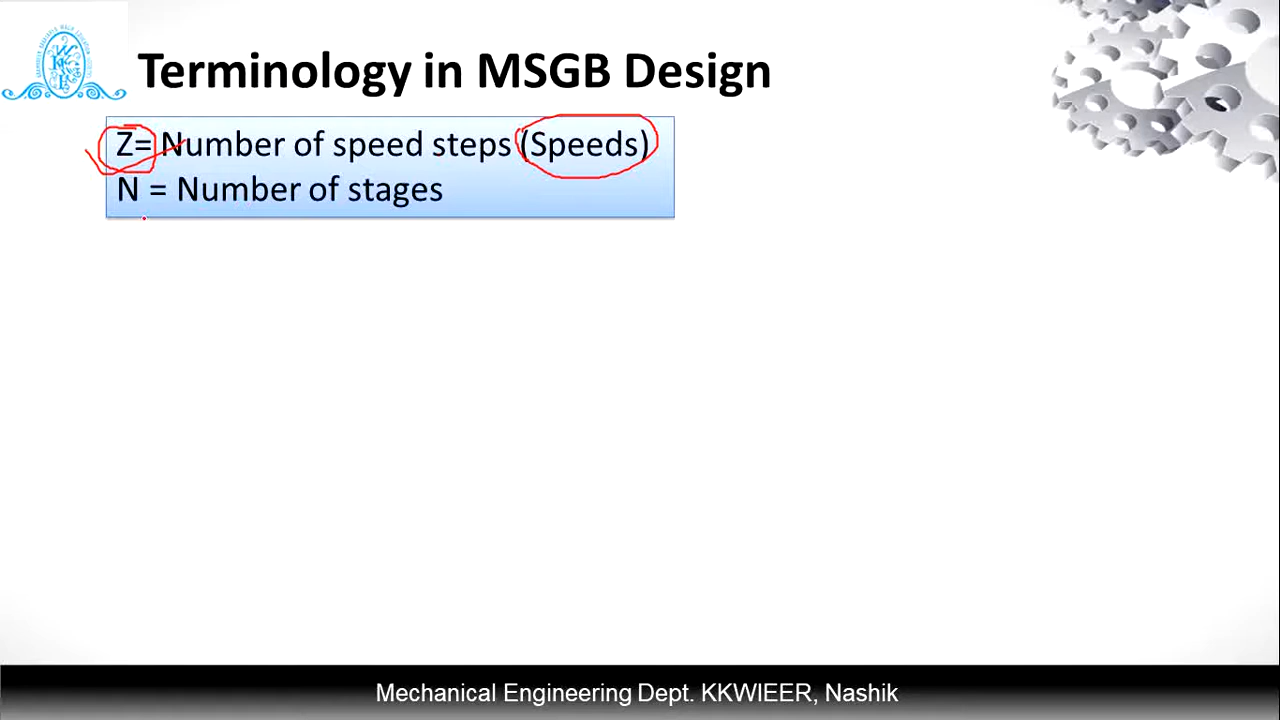 Terminology in MSGB Design
Z= Number of speed steps (Speeds)
N = Number of stages
Mechanical Engineering Dept. KKWIEER, Nashik